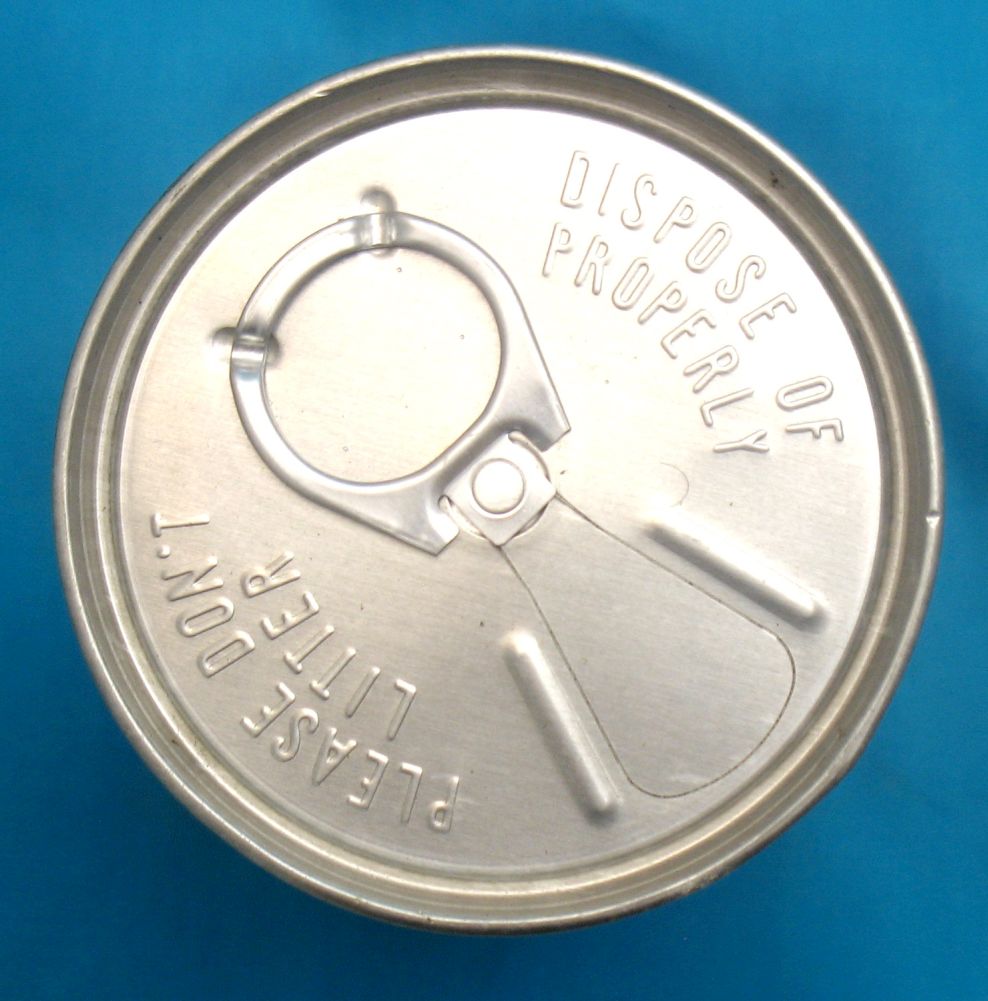 DISPOSE OF
PROPERLY
PLEASE DON'T
LITTER